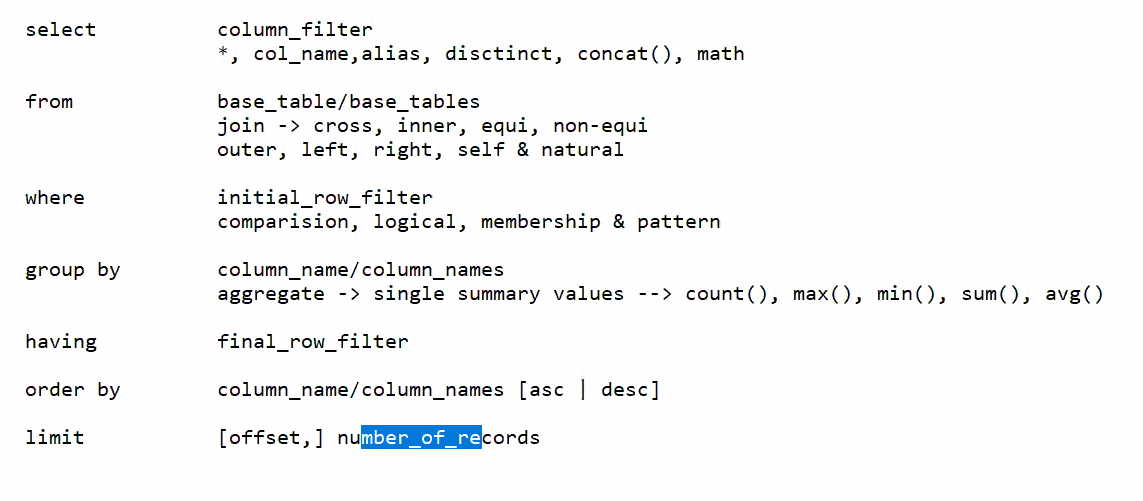 select column_filter
*, col_name,alias, disctinct, concat(), math
from base_table/base_tables
join -> cross, inner, equi, non-equi
outer, left, right, self & natural
where initial_row_filter
comparision, logical, membership & pattern
group by column_name/column_names
aggregate -> single summary values --> count(), max(), min(), sum(), avg()
having final_row_filter
order by column_name/column_names [asc | desc]
limit [offset,] number_of_records